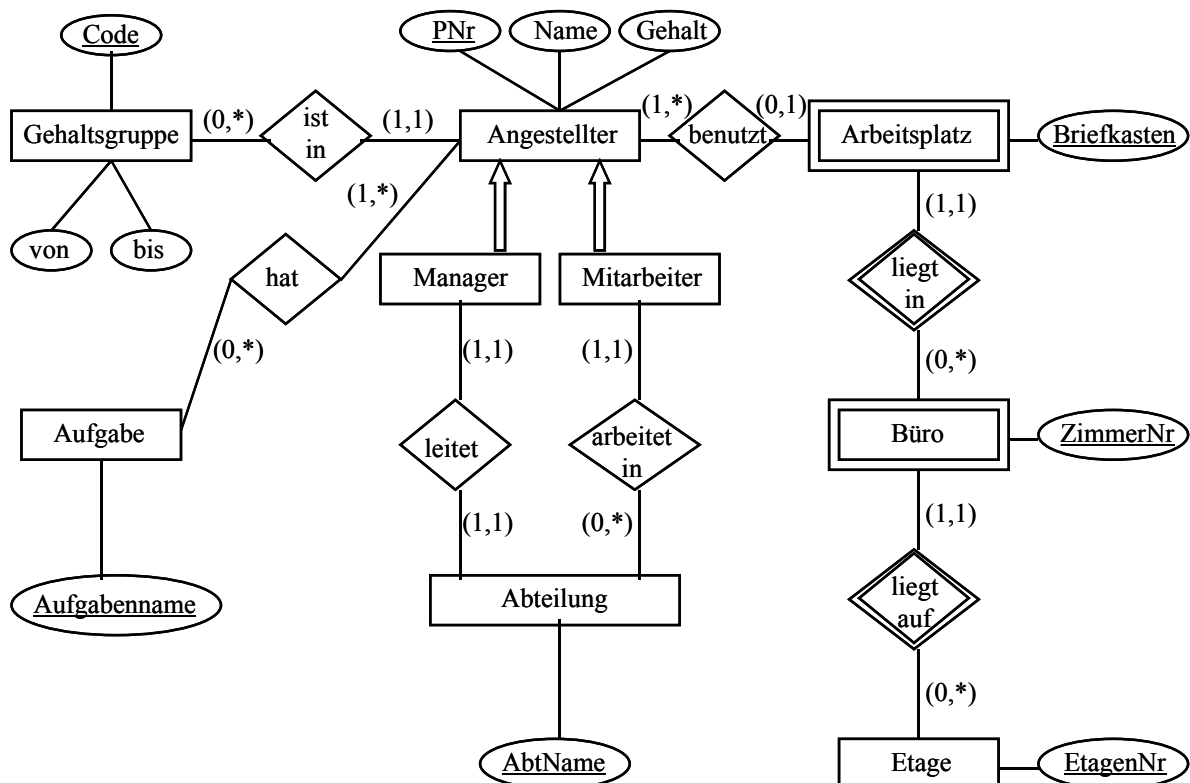 Code
PNr
Name
Gehalt
(0,*)
ist
in
(1,1)
(1,*)
(0,1)
Gehaltsgruppe
Angestellter
benutzt
Arbeitsplatz
Briefkasten
(1,*)
(1,1)
von
bis
hat
Manager
Mitarbeiter
liegt
in
(0,*)
(1,1)
(1,1)
(0,*)
Aufgabe
leitet
arbeitet
in
Büro
ZimmerNr
(1,1)
(0,*)
(1,1)
Aufgabenname
Abteilung
liegt
auf
(0,*)
AbtName
Etage
EtagenNr